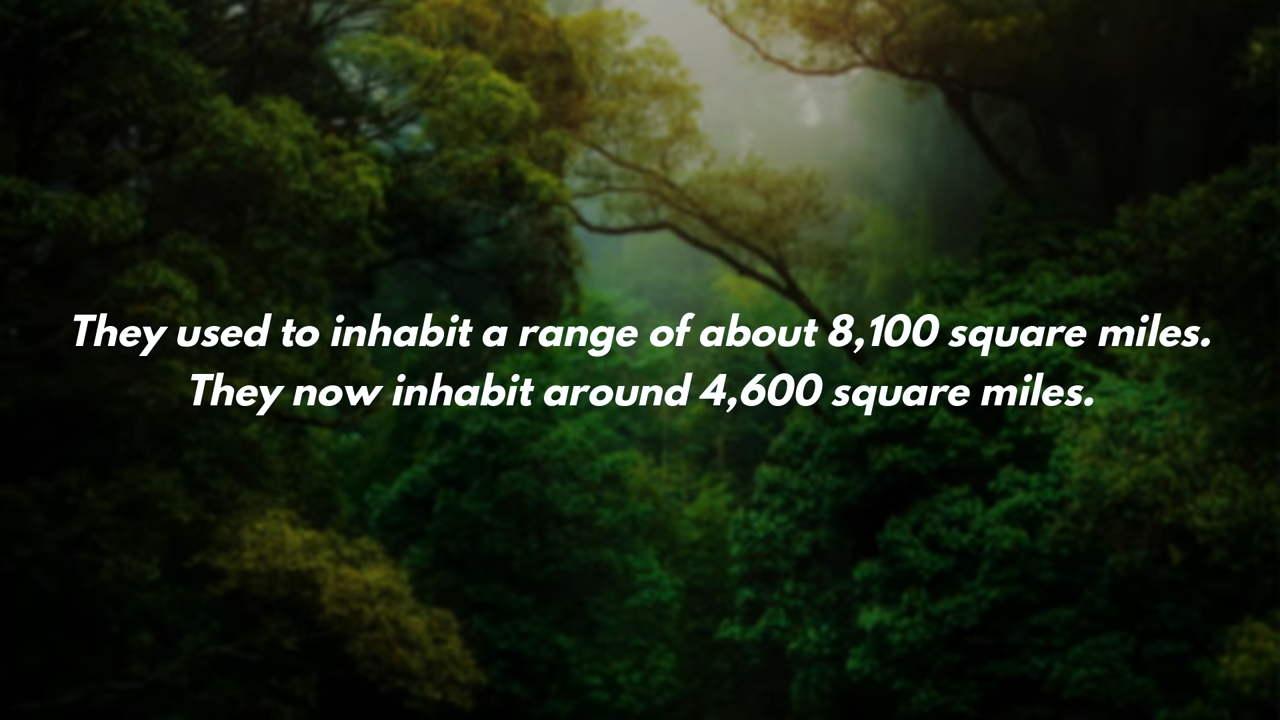 They used to inhabit a range of about 8,100 square miles.
They now inhabit around 4,600 square miles.